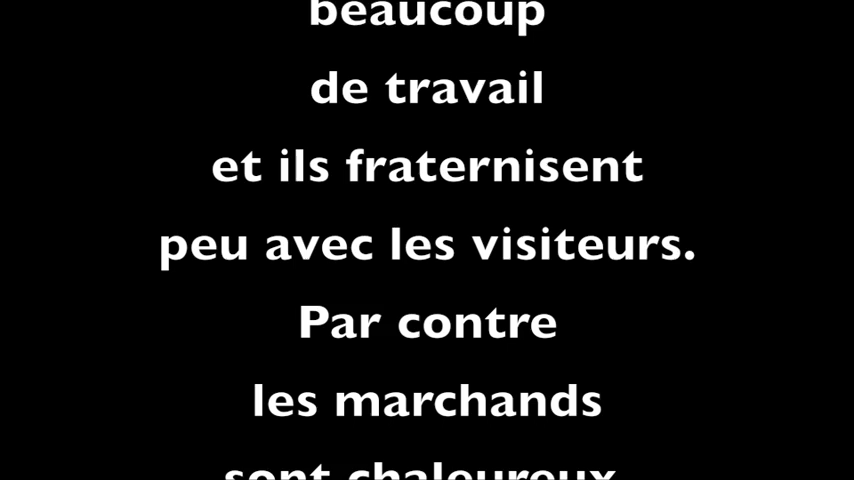 beaucoup
de travail
et ils fraternisent
peu avec les visiteurs.
Par contre
les marchands
sont chaleureux